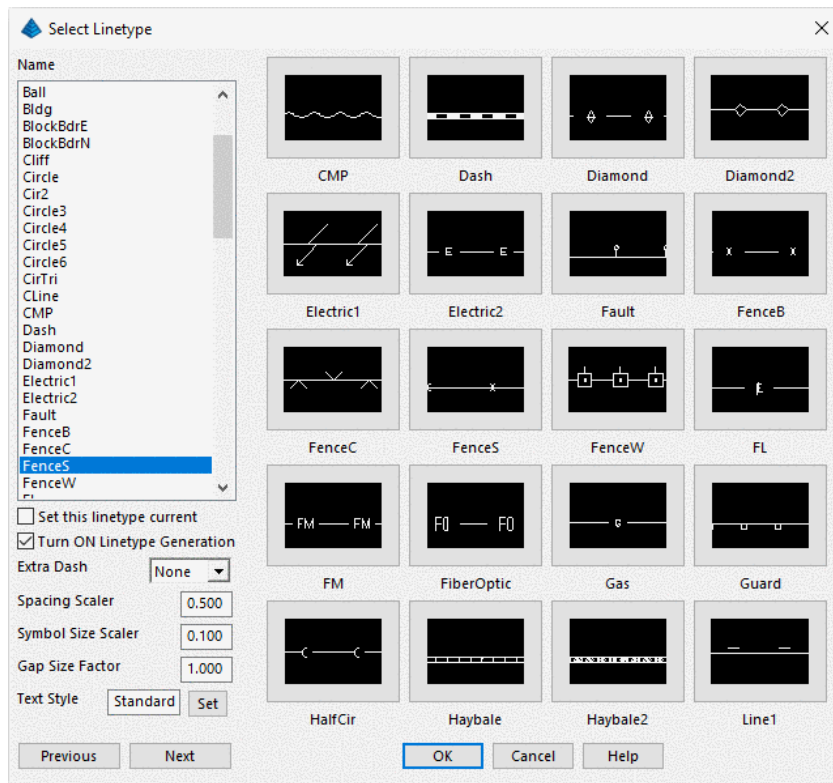 Select Linetype
Name
Ball
Bldg
BlockBdrE
BlockBdrN
Cliff
Circle
Cir2
Circle3
Circle4
Circle5
Circle6
CirTri
CLine
CMP
Dash
Diamond
Diamond2
Electric1
Electric2
Fault
FenceB
FenceC
FenceS
FenceW
Set this linetype current
Turn ON Linetype Generation
Extra Dash None
Spacing Scaler 0.500
Symbol Size Scaler 0.100
Gap Size Factor 1.000
Text Style Standard Set
Previous Next
CMP Dash Diamond Diamond2
E E X X
Electric1 Electric2 Fault FenceB
X
FenceC FenceS FenceW FL
FM FM FO FO G
FM FiberOptic Gas Guard
HalfCir Haybale Haybale2 Line1
OK Cancel Help